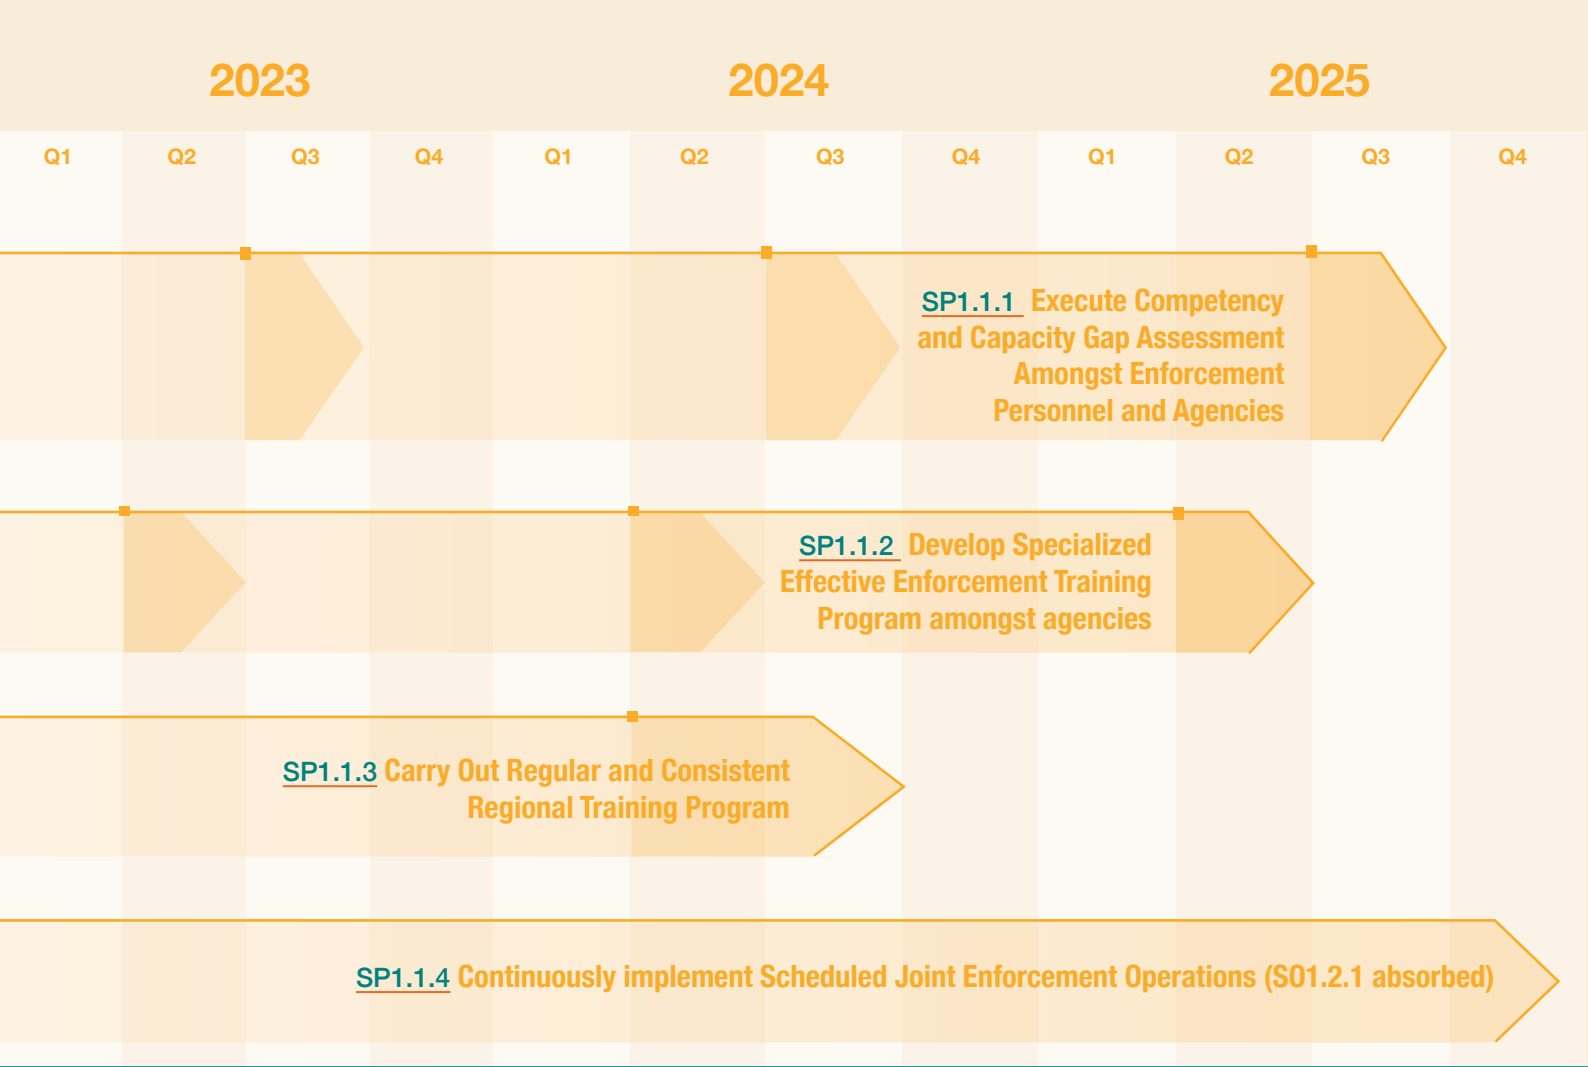 2023 2024 2025
Q1 Q2 Q3 Q4 Q1 Q2 Q3 Q4 Q1 Q2 Q3 Q4
SP1.1.1 Execute Competency
and Capacity Gap Assessment
Amongst Enforcement
Personnel and Agencies
SP1.1.2 Develop Specialized
Effective Enforcement Training
Program amongst agencies
SP1.1.3 Carry Out Regular and Consistent
Regional Training Program
SP1.1.4 Continuously implement Scheduled Joint Enforcement Operations (SO1.2.1 absorbed)